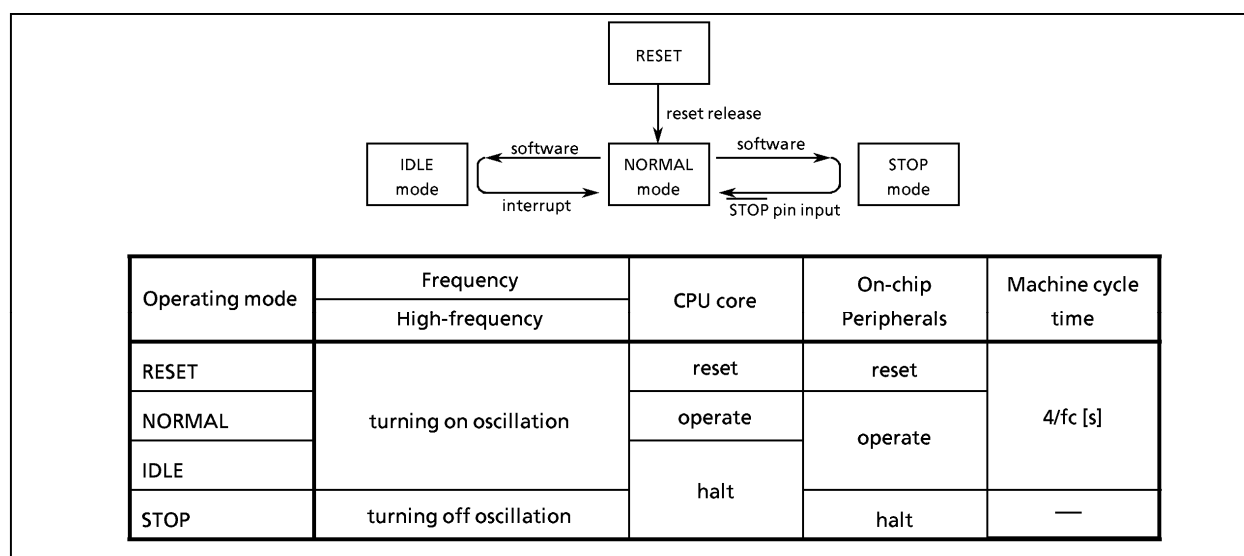 RESET
reset release
IDLE
mode
software
interrupt
NORMAL
mode
software
STOP pin input
STOP
mode
Operating mode
Frequency
High-frequency
CPU core
On-chip
Peripherals
Machine cycle
time
RESET
turning on oscillation
reset
reset
4/fc [s]
NORMAL
operate
operate
IDLE
halt
STOP
turning off oscillation
halt
—